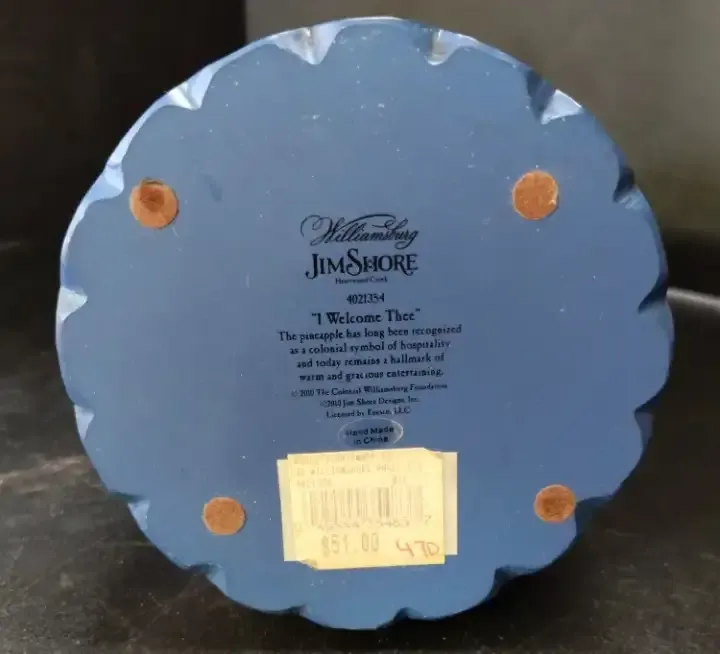 Williamsburg
JIM SHORE
Heartwood Creek
4021354
"I Welcome Thee"
The pineapple has long been recognized
as a colonial symbol of hospitality
and today remains a hallmark of
warm and gracious entertaining.
© 2010 The Colonial Williamsburg Foundation
©2010 Jim Shore Designs, Inc.
Licensed by Enesco, LLC
Hand Made
in China
$51.00
470